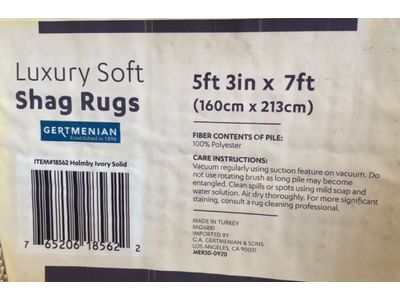 Luxury Soft
Shag Rugs
GERTMENIAN
Established in 1896
ITEM#18562 Holmby Ivory Solid
7 65206 18562 2
5ft 3in x 7ft
(160cm x 213cm)
FIBER CONTENTS OF PILE:
100% Polyester
CARE INSTRUCTIONS:
Vacuum regularly using suction feature on vacuum. Do
not use rotating brush as long pile may become
entangled. Clean spills or spots using mild soap and
water solution. Air dry thoroughly. For more significant
staining, consult a rug cleaning professional.
MADE IN TURKEY
RN26881
IMPORTED BY
G.A. GERTMENIAN & SONS
LOS ANGELES, CA 90031
MER50-0920